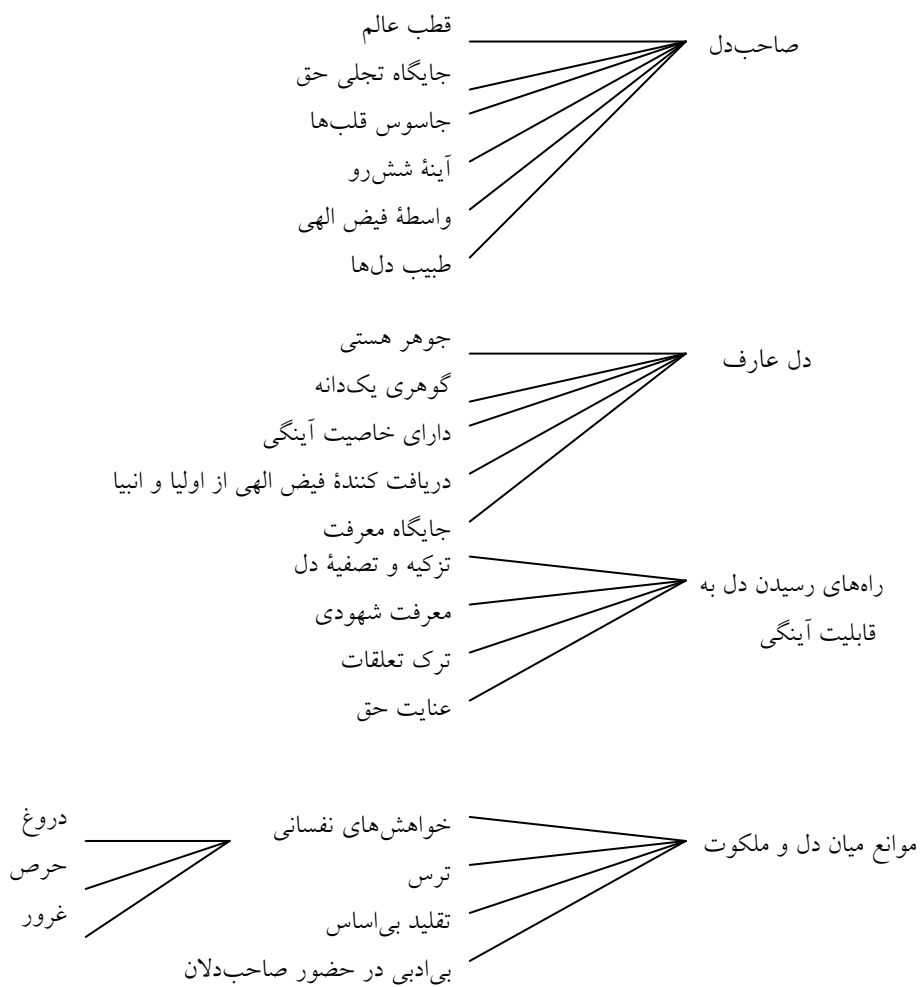 صاحب‌دل
قطب عالم
جایگاه تجلی حق
جاسوس قلب‌ها
آینهٔ شش‌رو
واسطهٔ فیض الهی
طبیب دل‌ها
دل عارف
جوهر هستی
گوهری یک‌دانه
دارای خاصیت آینگی
دریافت کنندهٔ فیض الهی از اولیا و انبیا
جایگاه معرفت
راه‌های رسیدن دل به
قابلیت آینگی
تزکیه و تصفیهٔ دل
معرفت شهودی
ترک تعلقات
عنایت حق
موانع میان دل و ملکوت
خواهش‌های نفسانی
ترس
تقلید بی‌اساس
بی‌ادبی در حضور صاحب‌دلان
دروغ
حرص
غرور